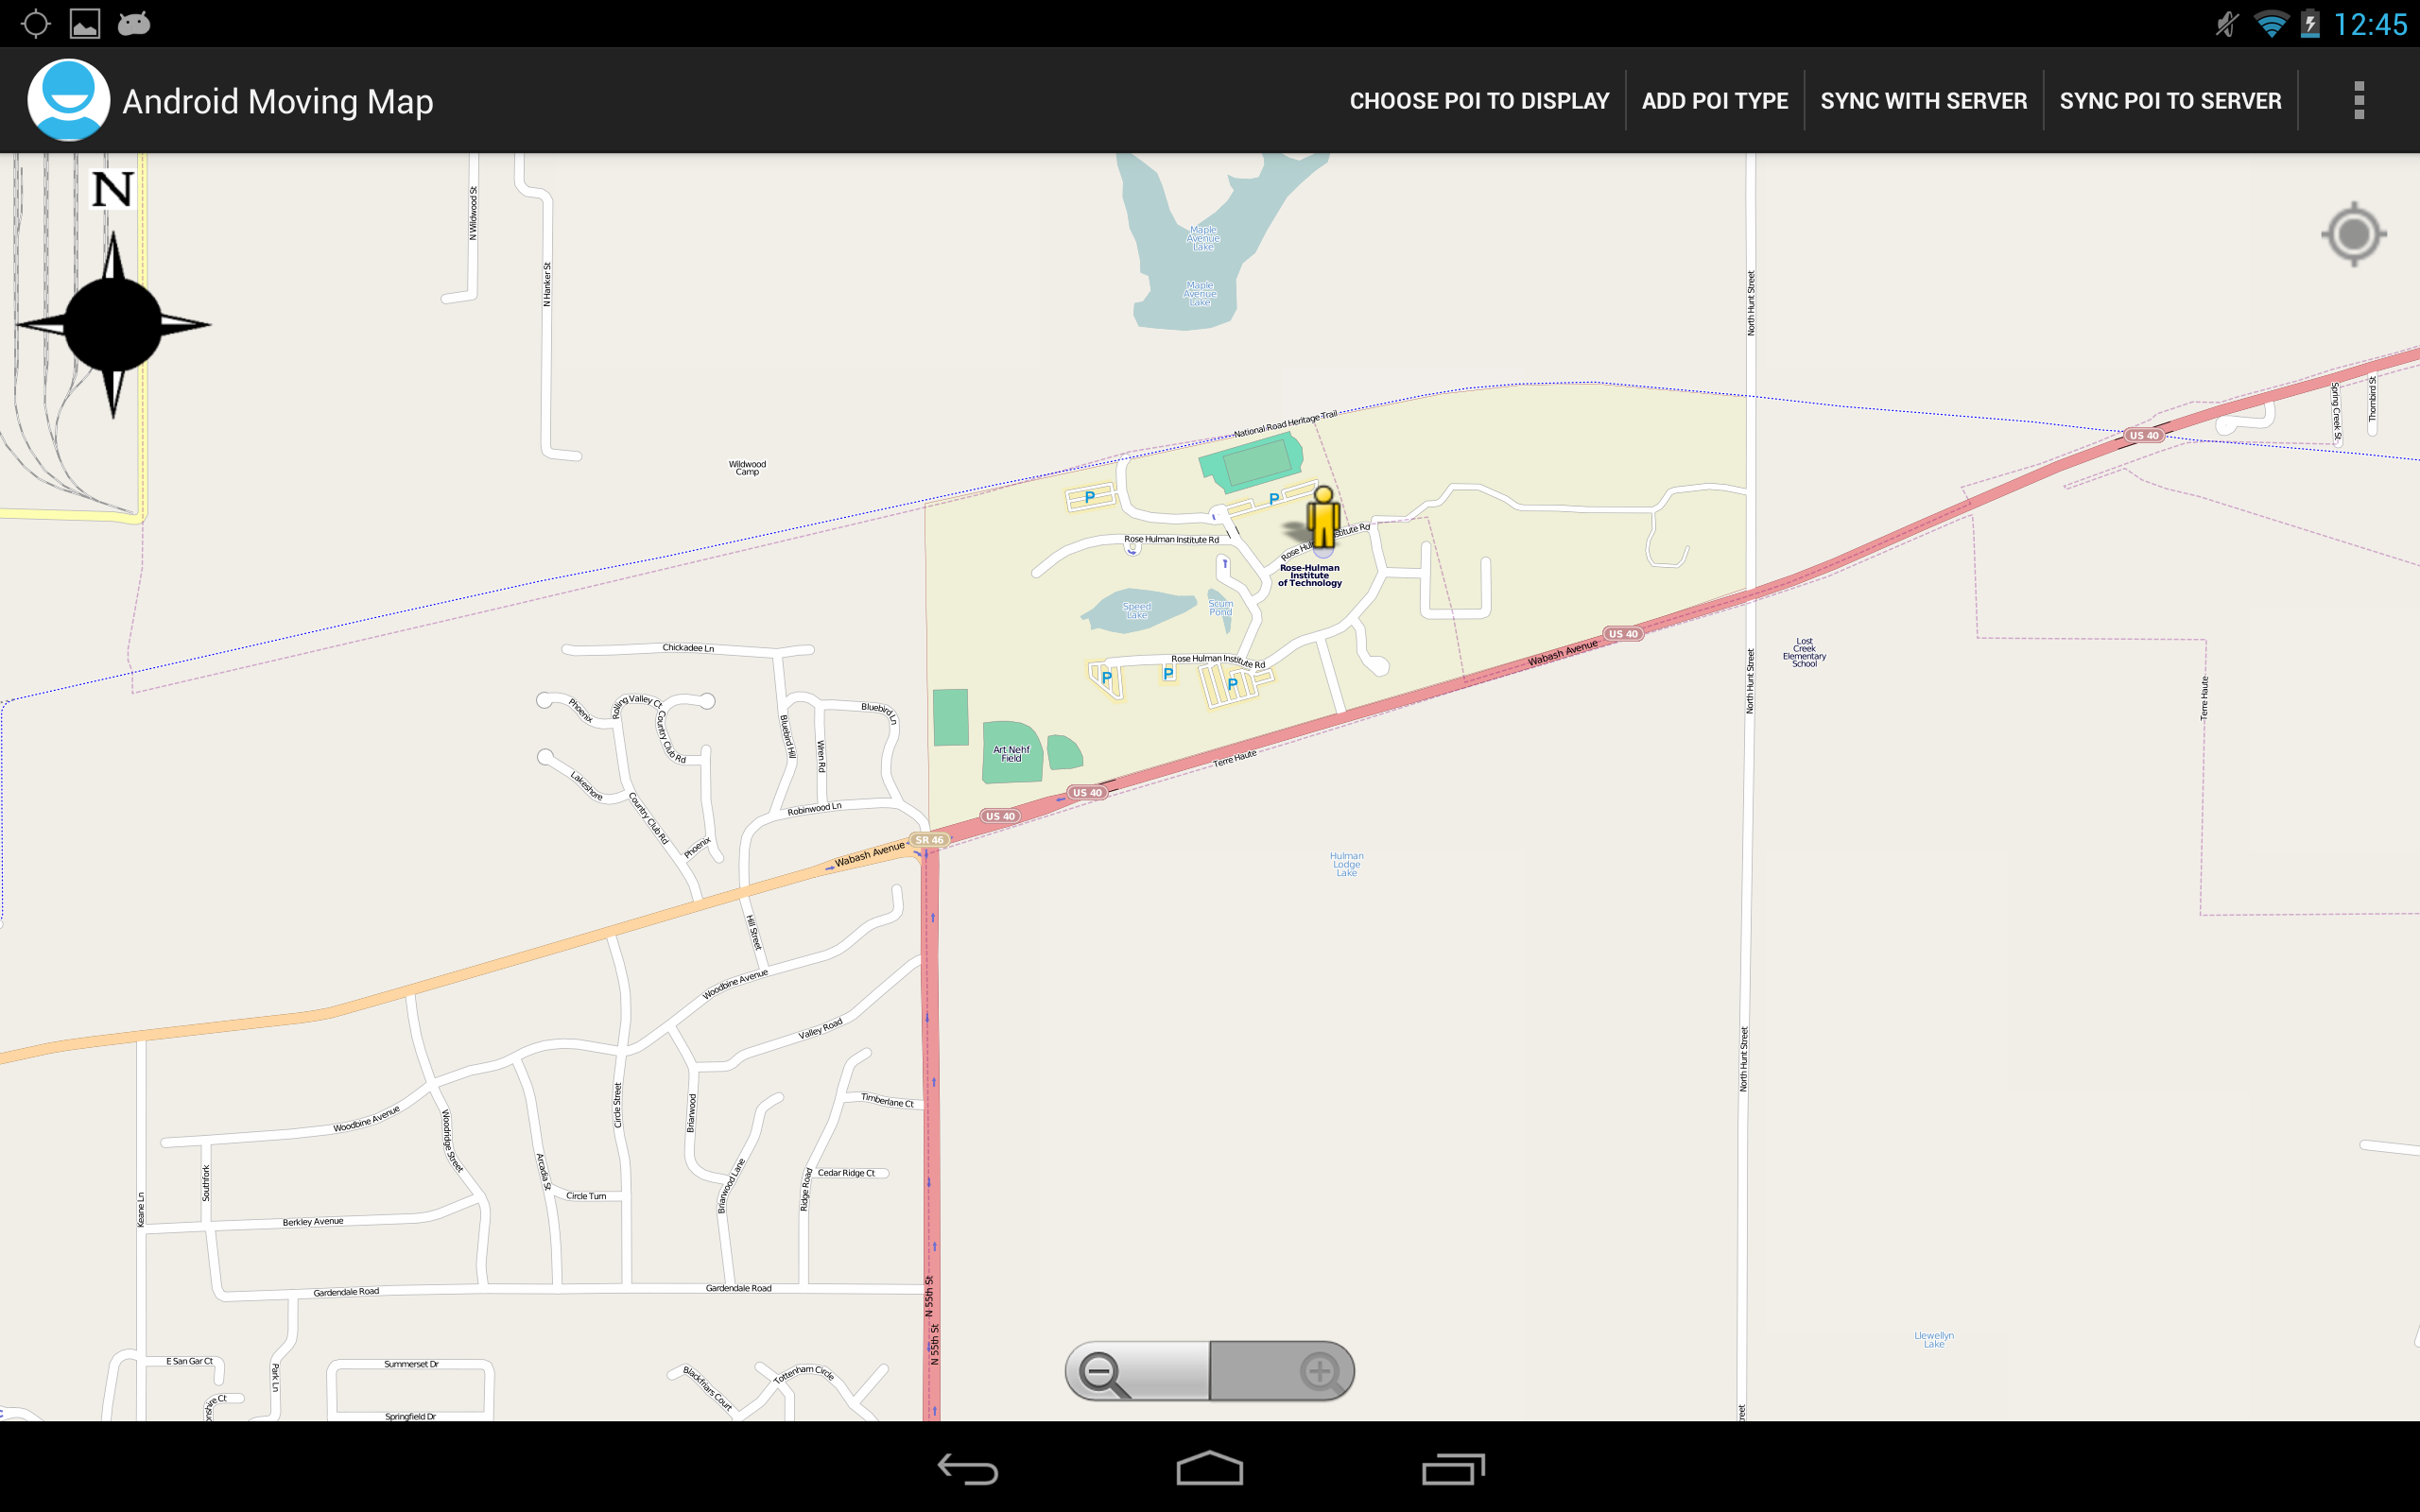 12:45
Android Moving Map
CHOOSE POI TO DISPLAY
ADD POI TYPE
SYNC WITH SERVER
SYNC POI TO SERVER
N
N Wildwood St
N Hanker St
Maple
Avenue
Lake
Maple
Avenue
Lake
North Hunt Street
National Road Heritage Trail
Wildwood
Camp
Spring Creek St
Thornbird St
US 40
P
P
Rose Hulman Institute Rd
Rose-Hulman
Institute
of Technology
Speed
Lake
Scum
Pond
US 40
Wabash Avenue
Lost
Creek
Elementary
School
Chickadee Ln
Rose Hulman Institute Rd
P
P
P
North Hunt Street
Terre Haute
Phoenix
Rolling Valley Ct
Country Club Rd
Bluebird Hill
Wren Rd
Bluebird Ln
Art Nehf
Field
Terre Haute
Lakeshore
Country Club Rd
Robinwood Ln
US 40
US 40
SR 46
Phoenix
Wabash Avenue
Hulman
Lodge
Lake
Hill Street
Woodbine Avenue
Valley Road
North Hunt Street
Woodbine Avenue
Woodridge Street
Circle Street
Briarwood
Timberlane Ct
Southfork
Arcadia St
Briarwood Lane
Ridge Road
Cedar Ridge Ct
Circle Turn
Keane Ln
Berkley Avenue
Gardendale Road
Gardendale Road
N 55th St
N 55th St
Llewellyn
Lake
E San Gar Ct
Park Ln
Summerset Dr
Blackfriars Court
Tottenham Circle
Springfield Dr